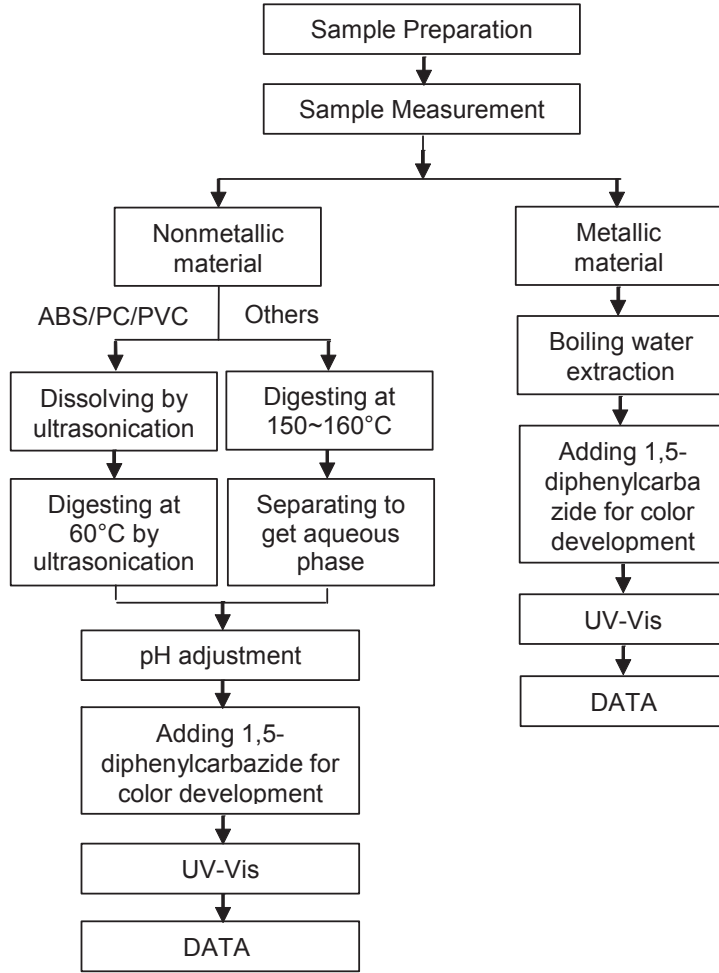 Sample Preparation
Sample Measurement
Nonmetallic
material
Metallic
material
ABS/PC/PVC
Others
Boiling water
extraction
Dissolving by
ultrasonication
Digesting at
150~160°C
Adding 1,5-
diphenylcarba
zide for color
development
Digesting at
60°C by
ultrasonication
Separating to
get aqueous
phase
UV-Vis
pH adjustment
DATA
Adding 1,5-
diphenylcarbazide for
color development
UV-Vis
DATA